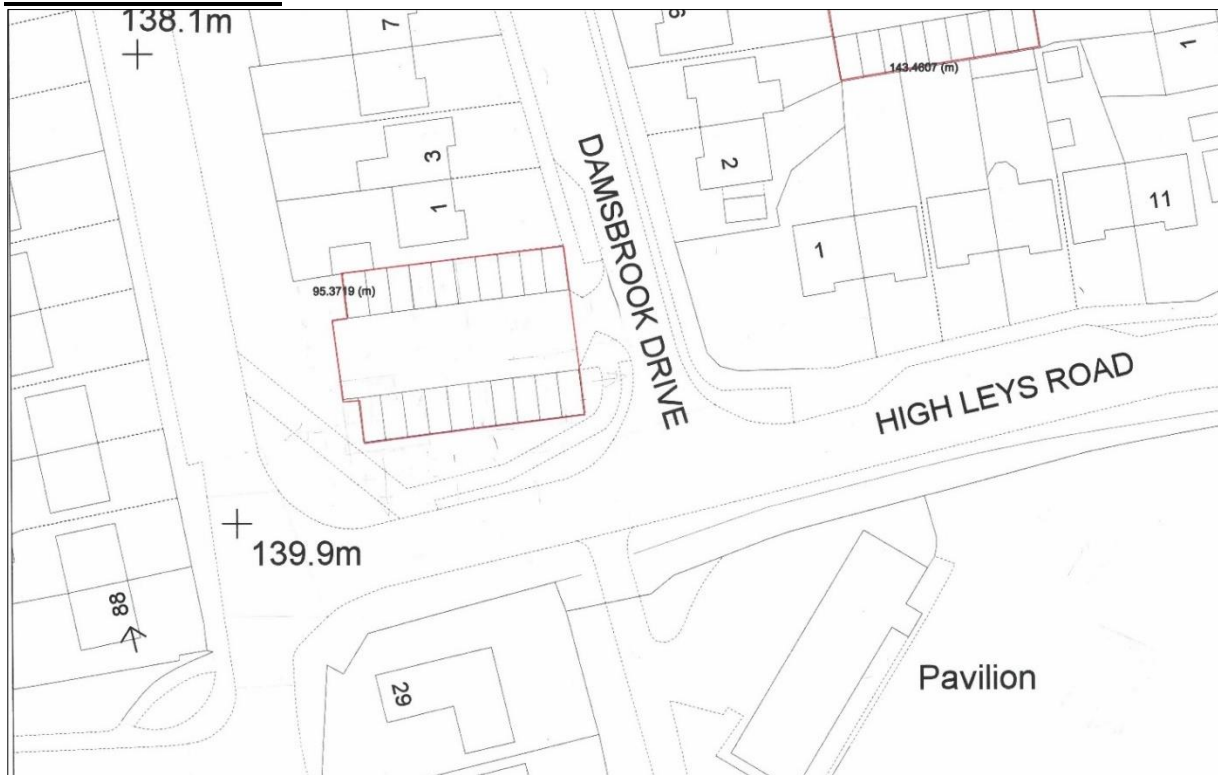 138.1m
7
6
1
143.4607 (m)
3
1
2
DAMSBROOK DRIVE
11
1
95.3719 (m)
HIGH LEYS ROAD
139.9m
88
29
Pavilion